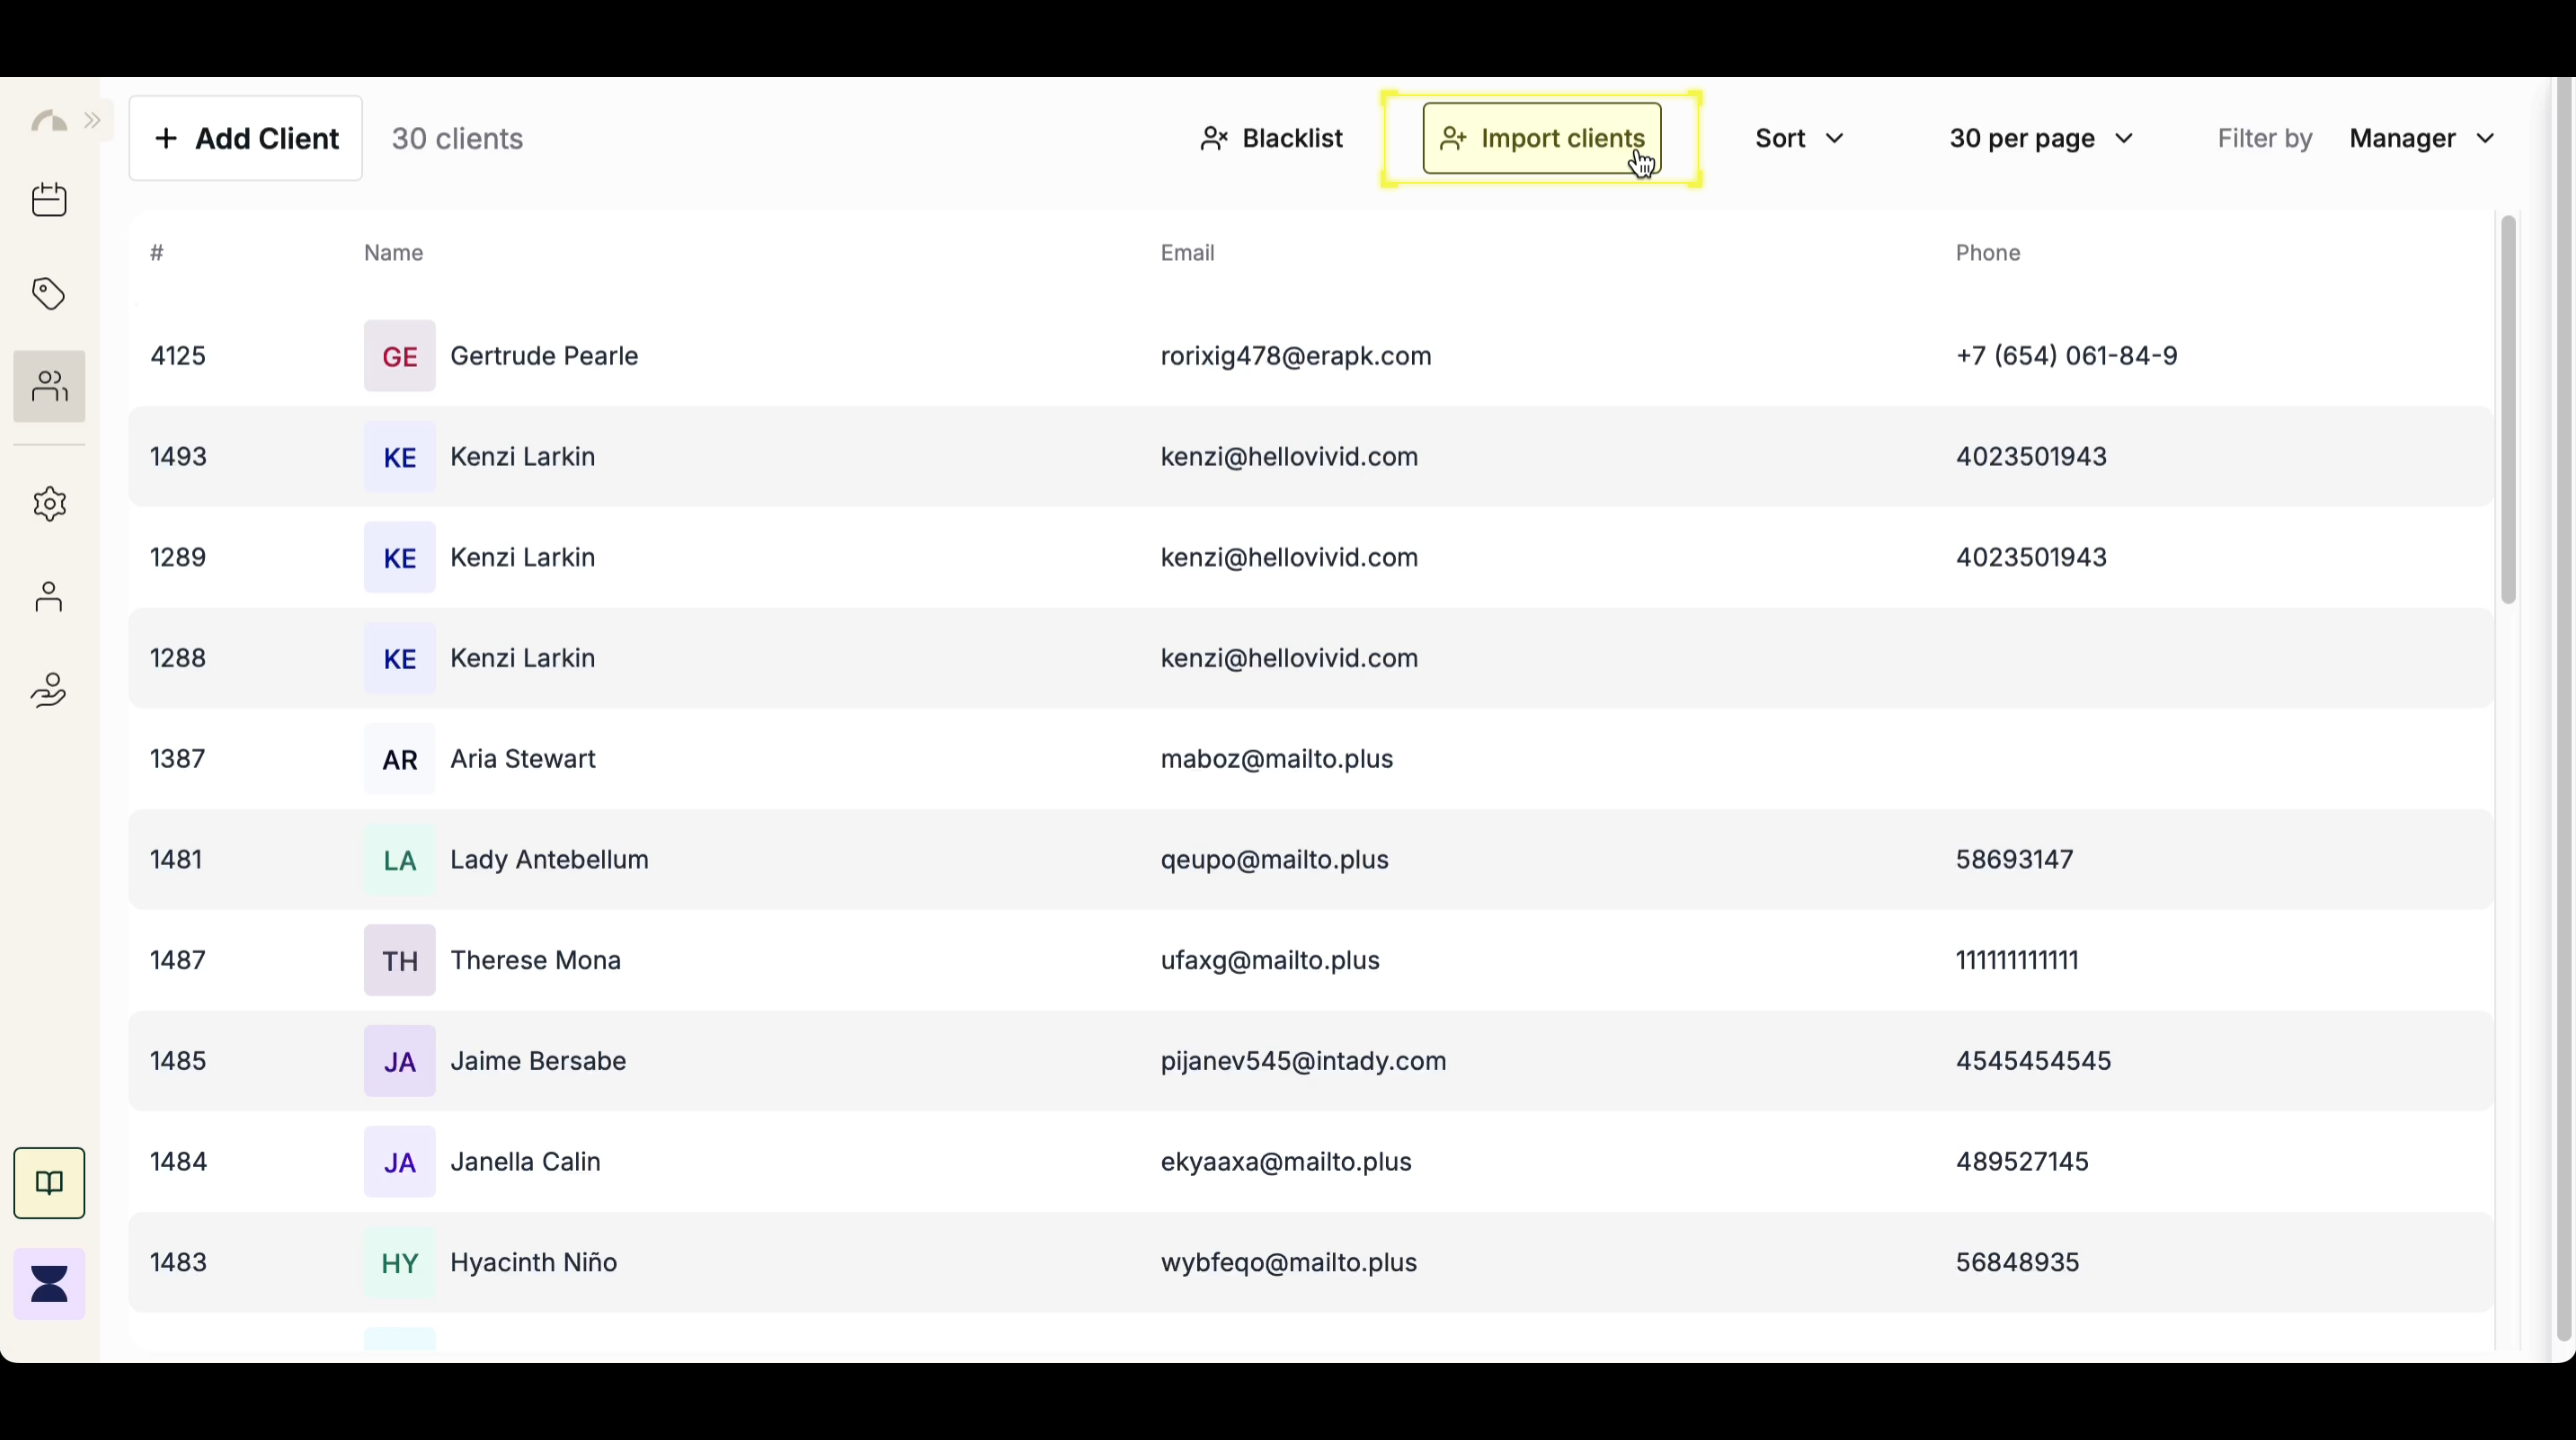 + Add Client 30 clients Blacklist Import clients Sort 30 per page Filter by Manager
# Name Email Phone
4125 GE Gertrude Pearle rorixig478@erapk.com +7 (654) 061-84-9
1493 KE Kenzi Larkin kenzi@hellovivid.com 4023501943
1289 KE Kenzi Larkin kenzi@hellovivid.com 4023501943
1288 KE Kenzi Larkin kenzi@hellovivid.com
1387 AR Aria Stewart maboz@mailto.plus
1481 LA Lady Antebellum qeupo@mailto.plus 58693147
1487 TH Therese Mona ufaxg@mailto.plus 111111111111
1485 JA Jaime Bersabe pijanev545@intady.com 4545454545
1484 JA Janella Calin ekyaaxa@mailto.plus 489527145
1483 HY Hyacinth Niño wybfeqo@mailto.plus 56848935